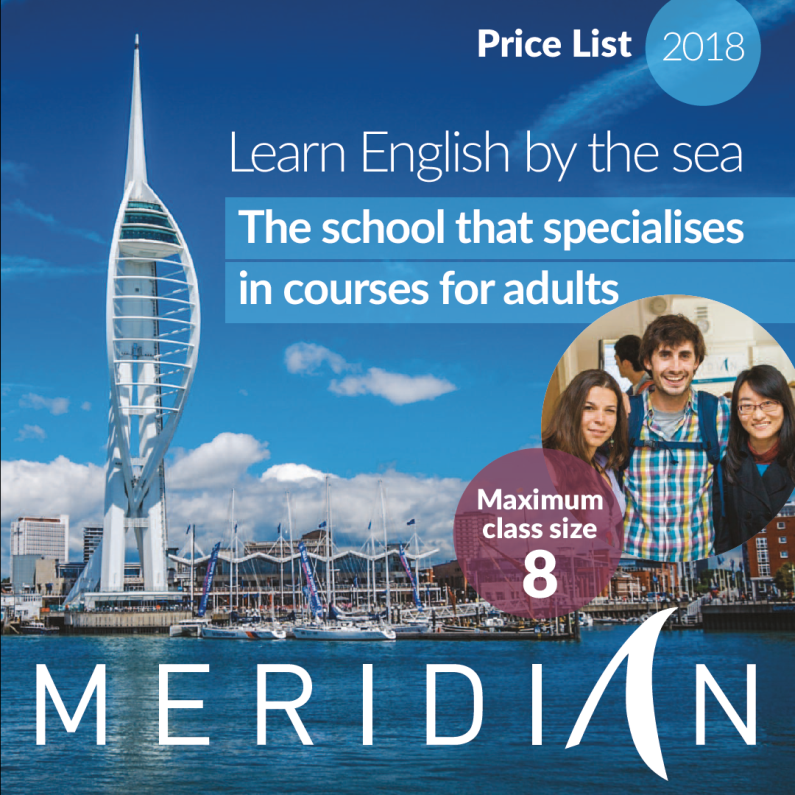 Price List 2018
Learn English by the sea
The school that specialises
in courses for adults
Maximum
class size
8
MERIDIAN